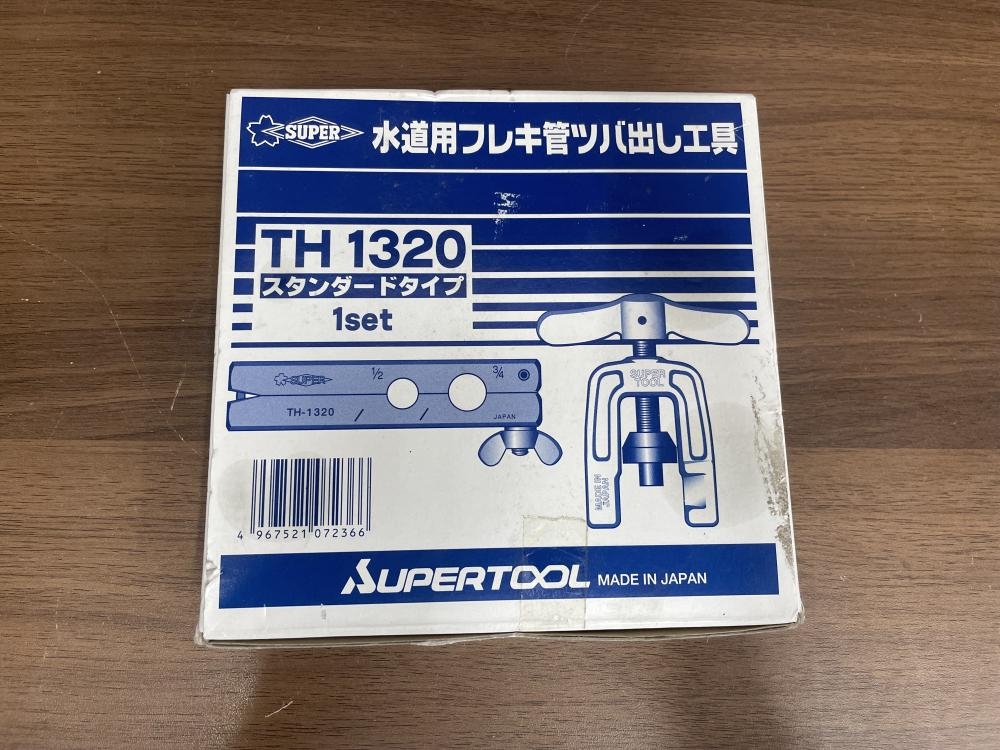 SUPER 水道用フレキ管ツバ出し工具
TH 1320
スタンダードタイプ
1set
SUPER 1/2 3/4
TH-1320 JAPAN
SUPER
TOOL
MADE IN
JAPAN
4 967521 072366
SUPERTOOL MADE IN JAPAN